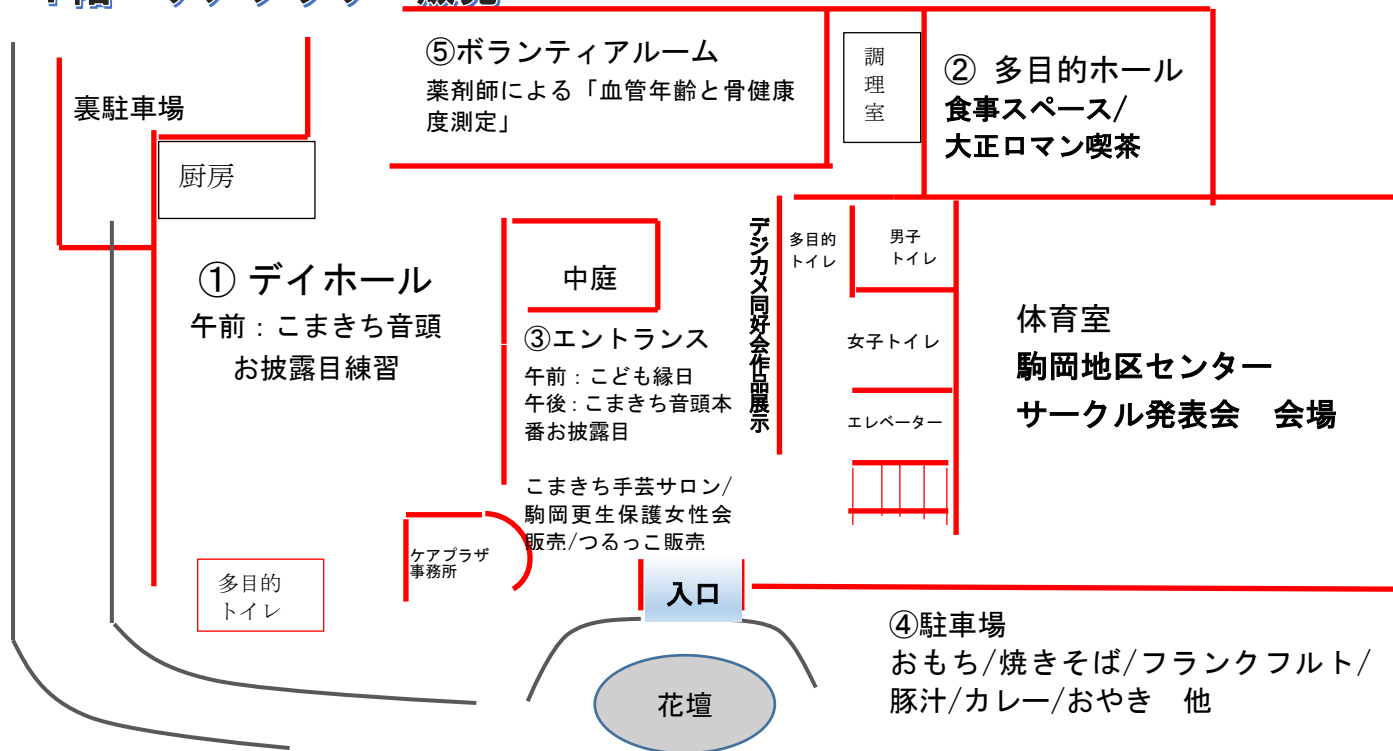 ⑤ボランティアルーム
薬剤師による「血管年齢と骨健康
度測定」
調
理
室
② 多目的ホール
食事スペース/
大正ロマン喫茶
裏駐車場
厨房
① デイホール
午前：こまきち音頭
お披露目練習
中庭
③エントランス
午前：こども縁日
午後：こまきち音頭本
番お披露目
こまきち手芸サロン/
駒岡更生保護女性会
販売/つるっこ販売
デジカメ同好会作品展示
多目的
トイレ
男子
トイレ
女子トイレ
エレベーター
体育室
駒岡地区センター
サークル発表会　会場
ケアプラザ
事務所
多目的
トイレ
入口
花壇
④駐車場
おもち/焼きそば/フランクフルト/
豚汁/カレー/おやき　他